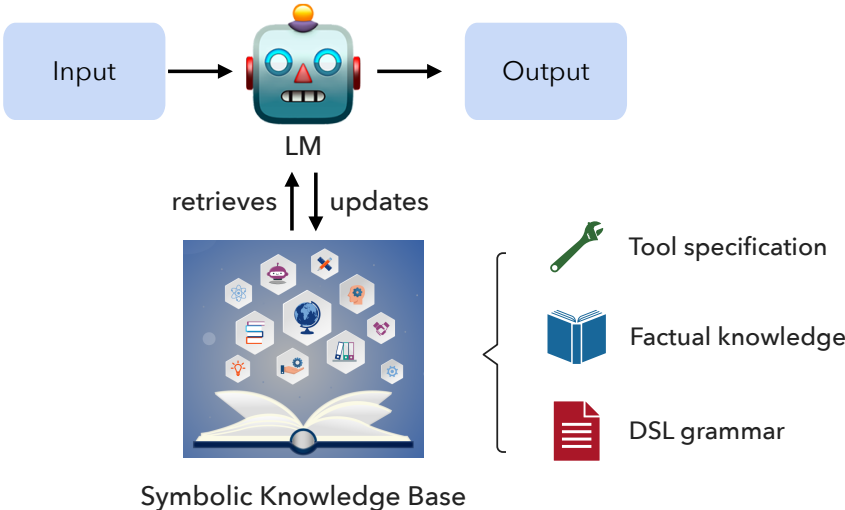 Input
Output
LM
retrieves
updates
Tool specification
Factual knowledge
DSL grammar
Symbolic Knowledge Base